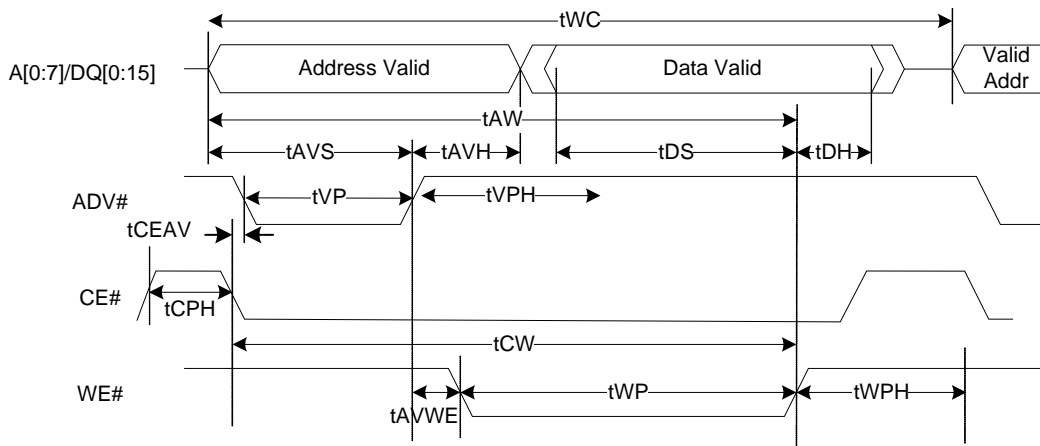 tWC
A[0:7]/DQ[0:15]
Address Valid
Data Valid
Valid
Addr
tAW
tAVS
tAVH
tDS
tDH
ADV#
tVP
tVPH
tCEAV
CE#
tCPH
tCW
WE#
tWP
tWPH
tAVWE